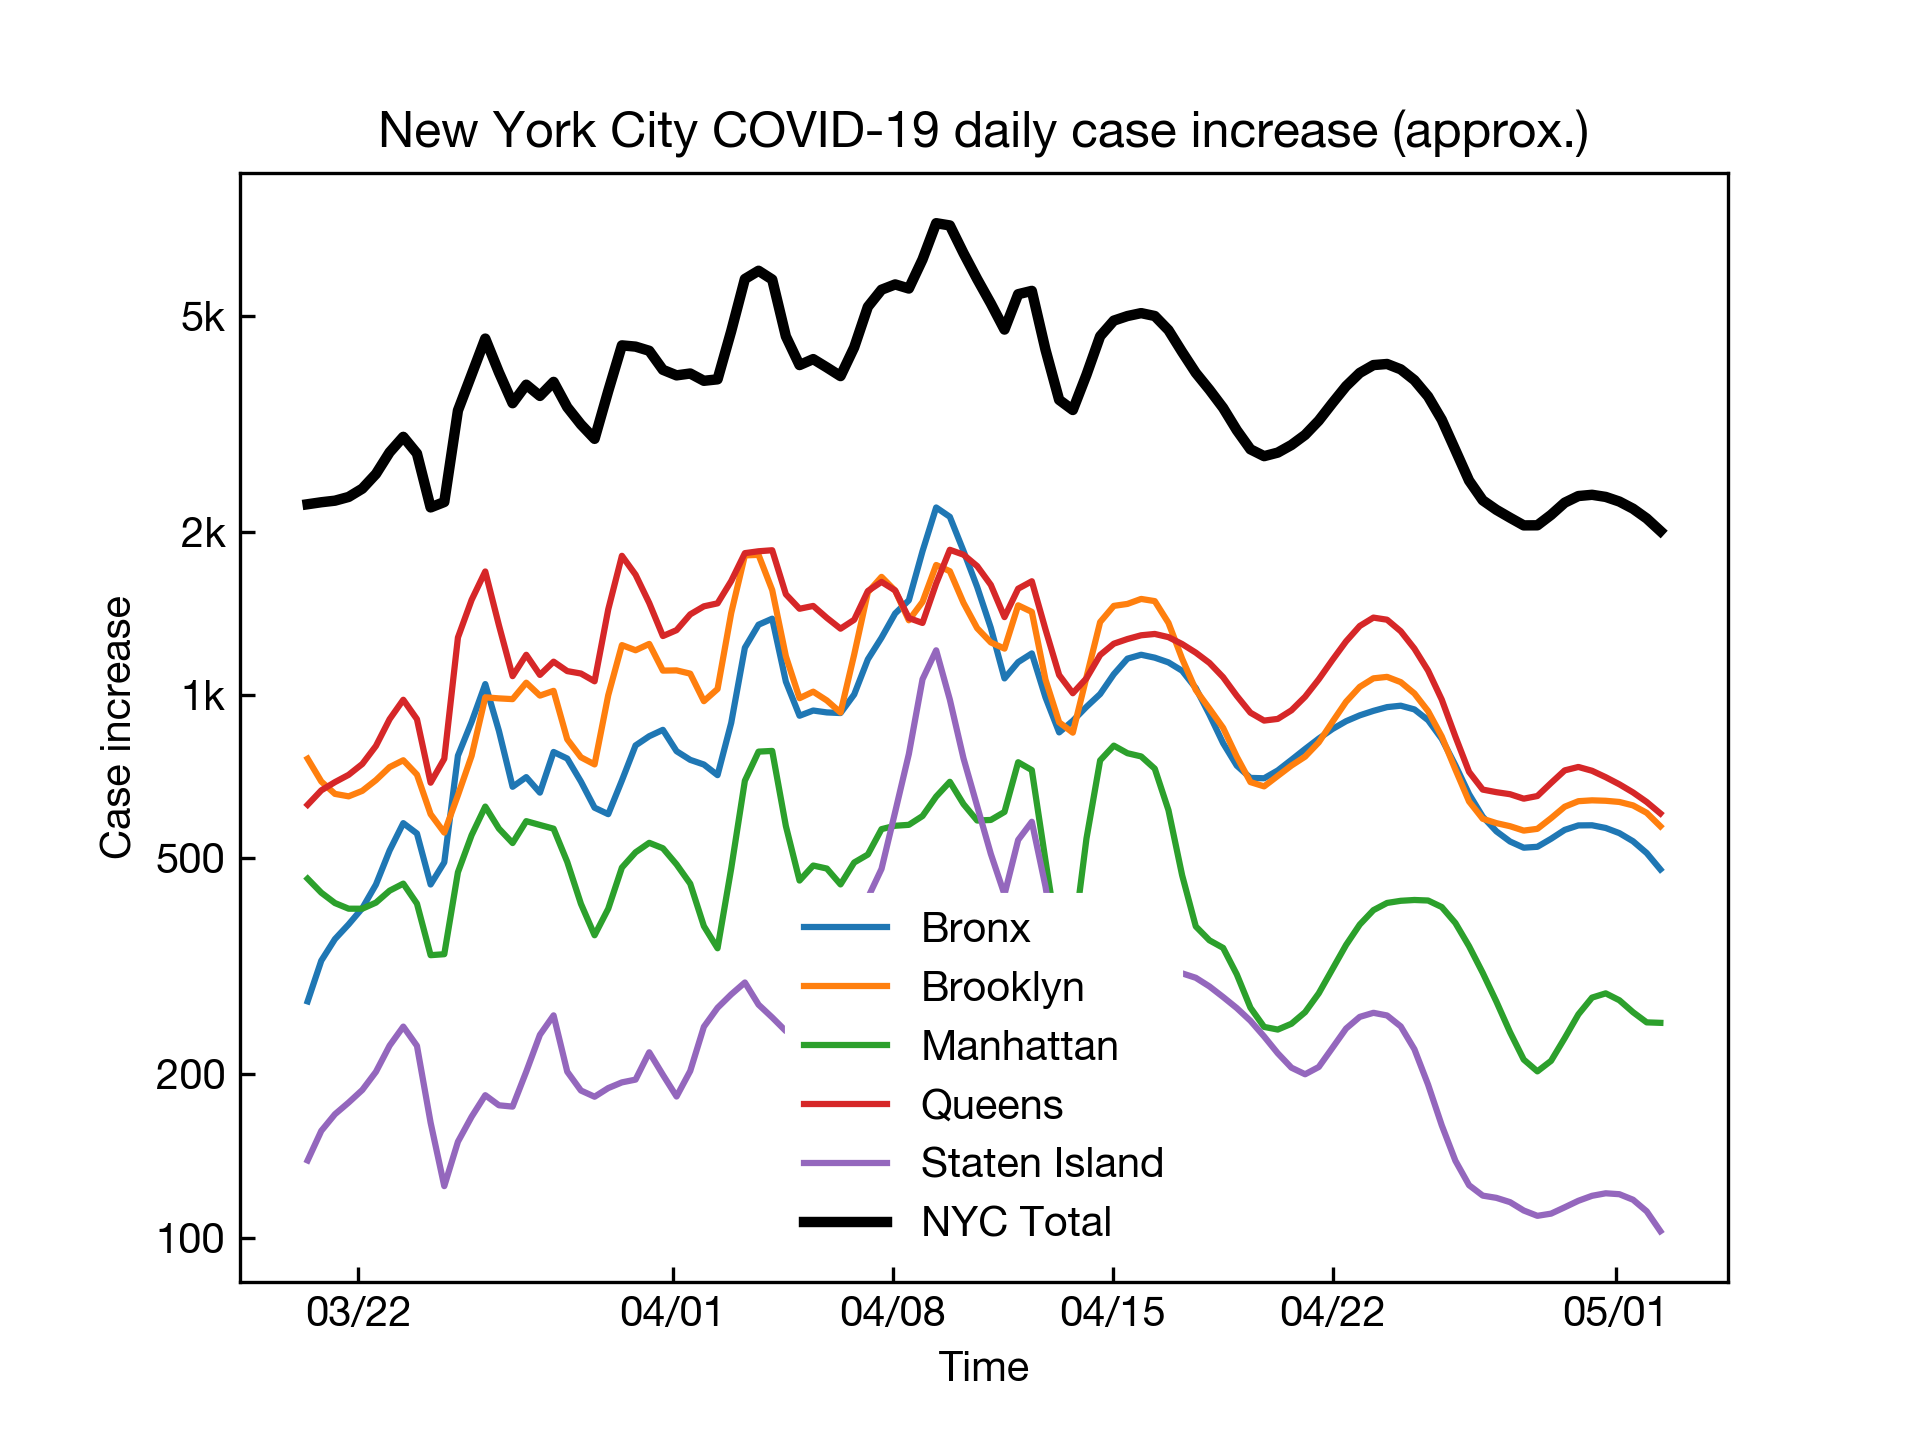 New York City COVID-19 daily case increase (approx.)
Case increase
5k
2k
1k
500
200
100
Bronx
Brooklyn
Manhattan
Queens
Staten Island
NYC Total
03/22
04/01
04/08
04/15
04/22
05/01
Time